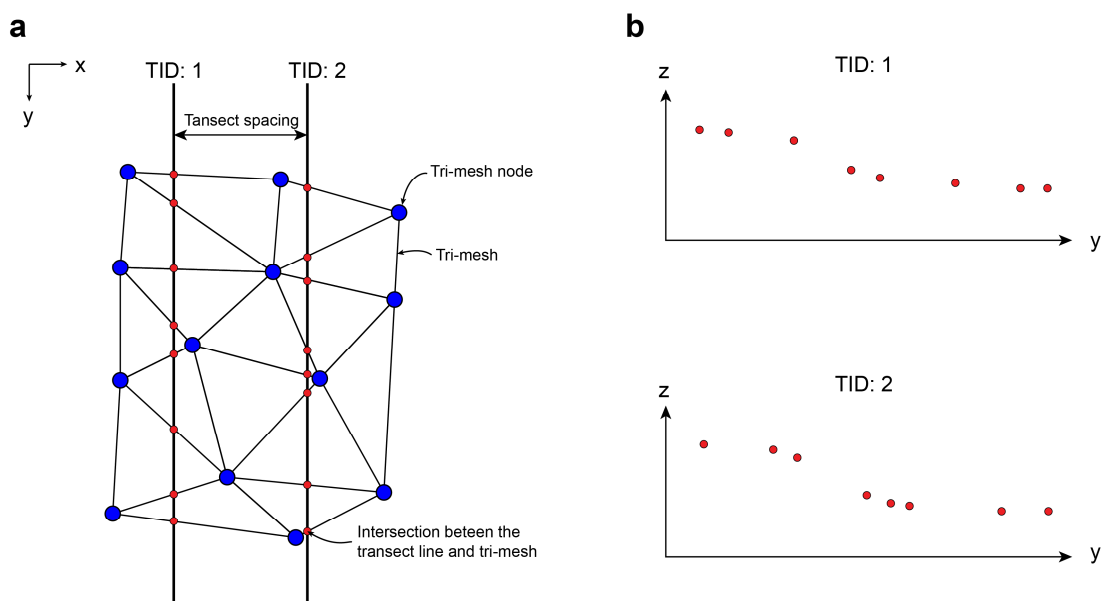 a
x
y
TID: 1
TID: 2
Tansect spacing
Tri-mesh node
Tri-mesh
Intersection beteen the
transect line and tri-mesh
b
TID: 1
z
y
TID: 2
z
y